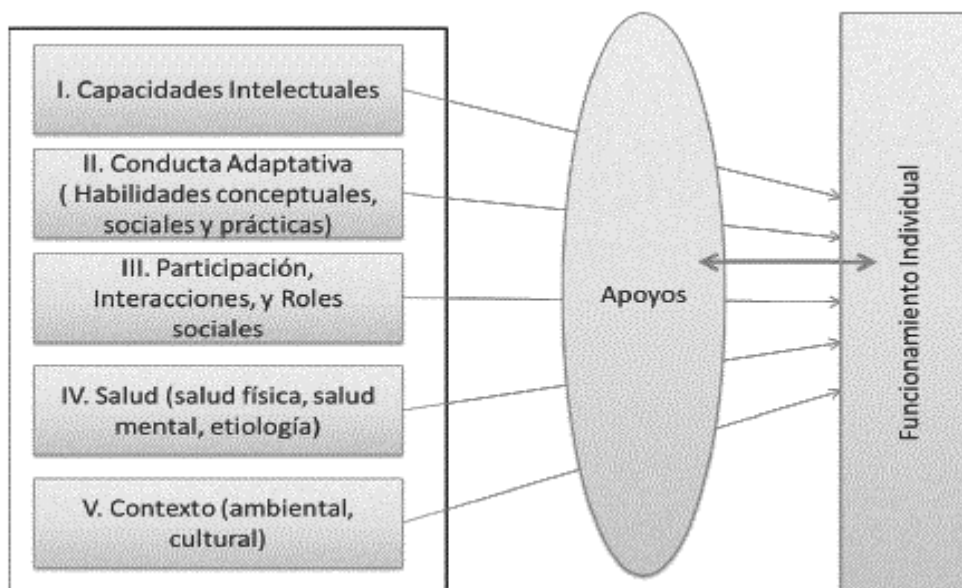 I. Capacidades Intelectuales
II. Conducta Adaptativa
( Habilidades conceptuales,
sociales y prácticas)
III. Participación,
Interacciones, y Roles
sociales
IV. Salud (salud física, salud
mental, etiología)
V. Contexto (ambiental,
cultural)
Apoyos
Funcionamiento Individual